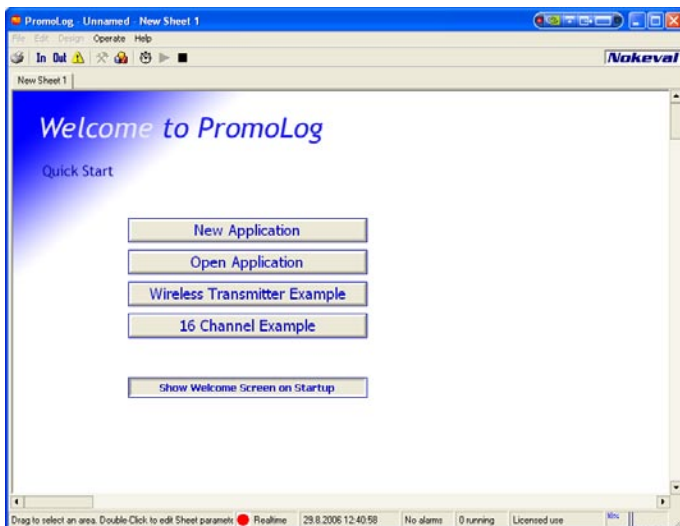 PromoLog - Unnamed - New Sheet 1
File Edit Design Operate Help
In Out
Nokeval
New Sheet 1
Welcome to PromoLog
Quick Start
New Application
Open Application
Wireless Transmitter Example
16 Channel Example
Show Welcome Screen on Startup
Drag to select an area. Double-Click to edit Sheet paramete Realtime 29.8.2006 12:40:58 No alarms 0 running Licensed use